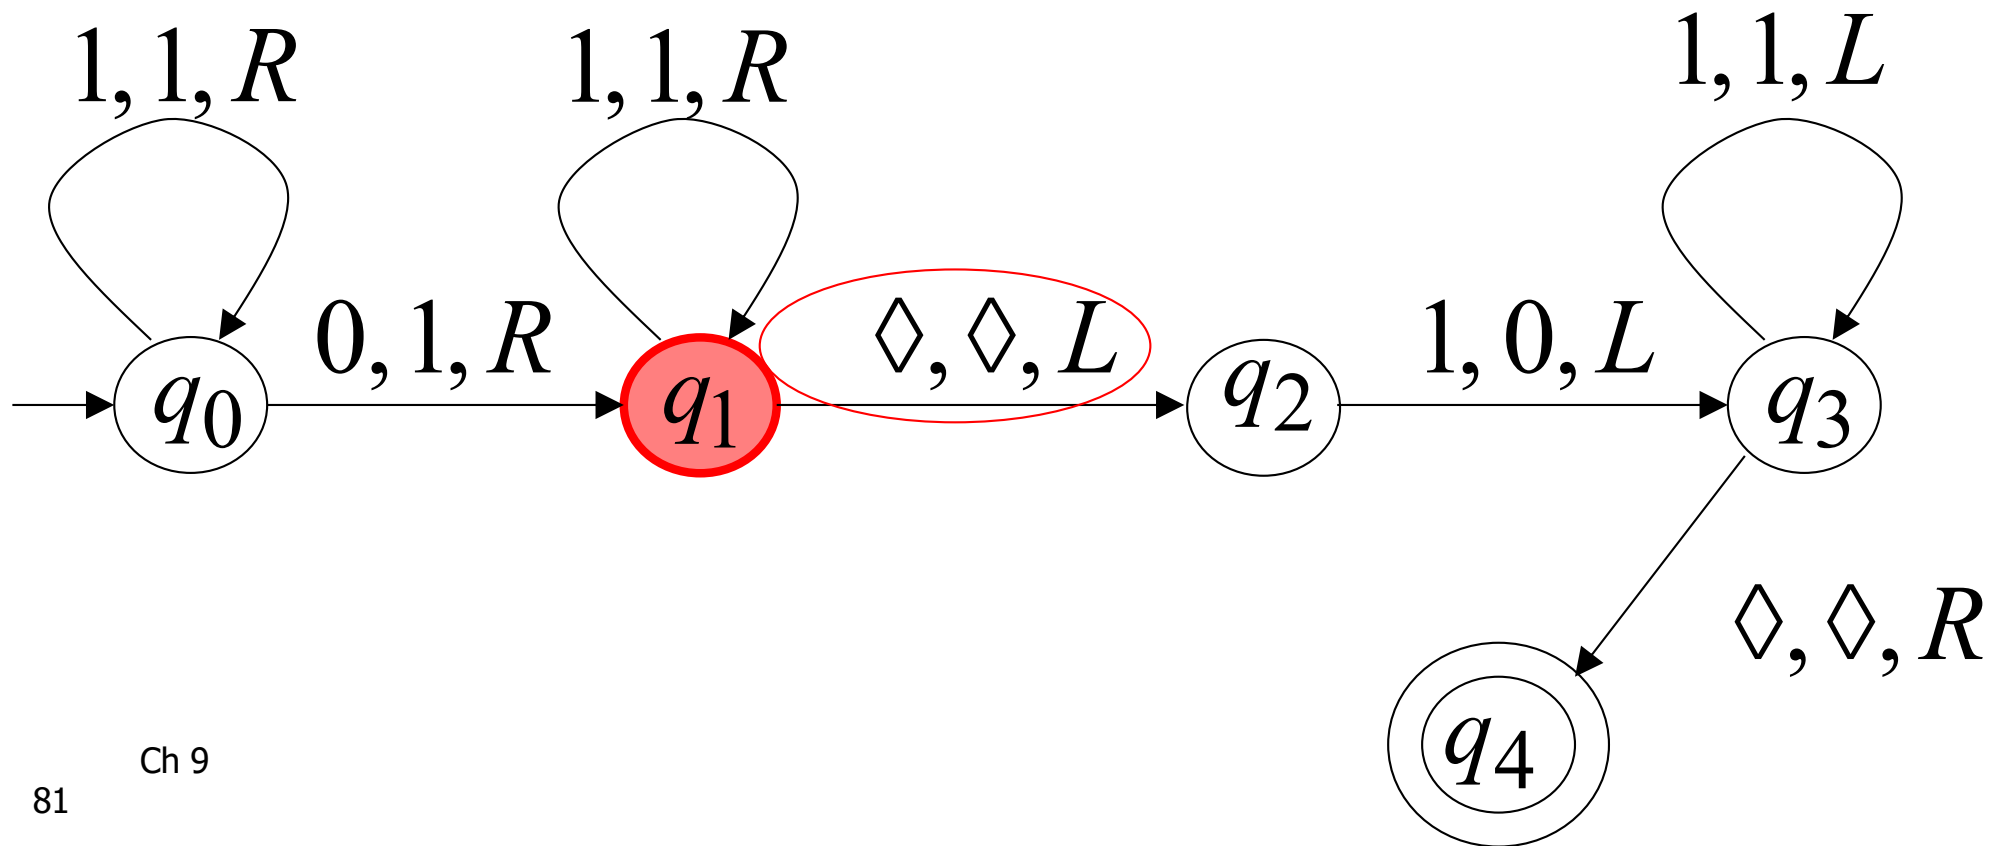 1, 1, R
1, 1, R
1, 1, L
0, 1, R
◊, ◊, L
1, 0, L
q0
q1
q2
q3
◊, ◊, R
q4
Ch 9
81